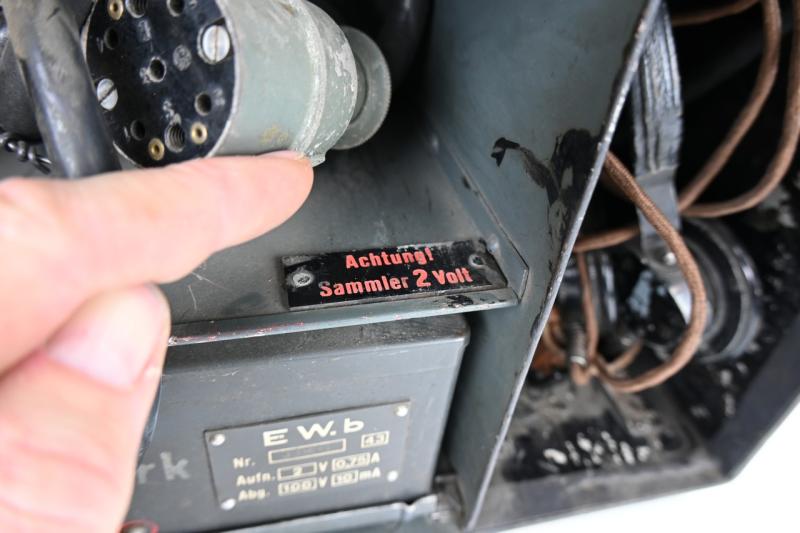 Achtung!
Sammler 2 Volt
E W. b
Nr. 43
Aufn. 2 V 0,75 A
Abg. 100 V 10 mA
rk